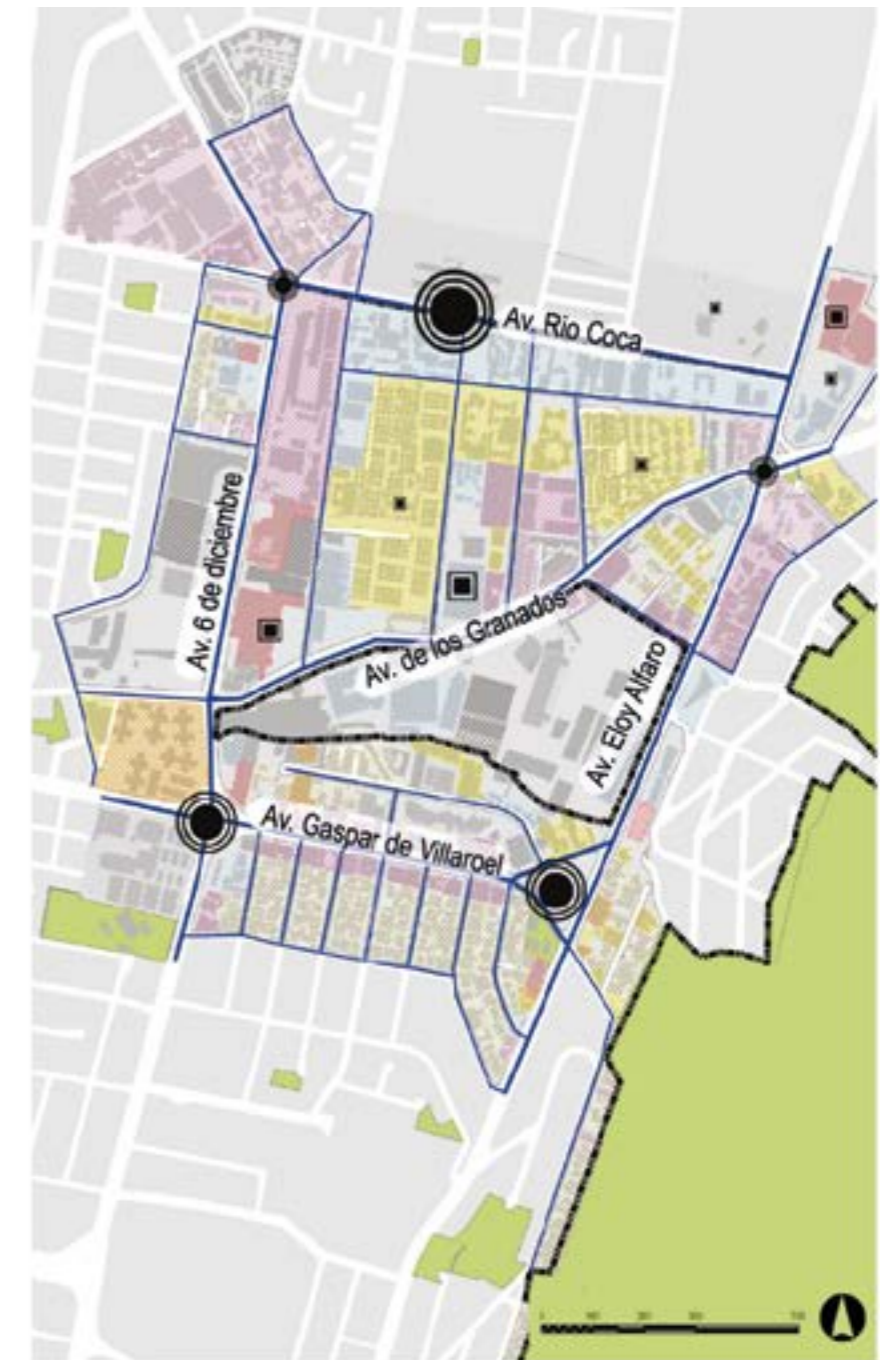 Av. Rio Coca
Av. 6 de diciembre
Av. de los Granados
Av. Eloy Alfaro
Av. Gaspar de Villaroel